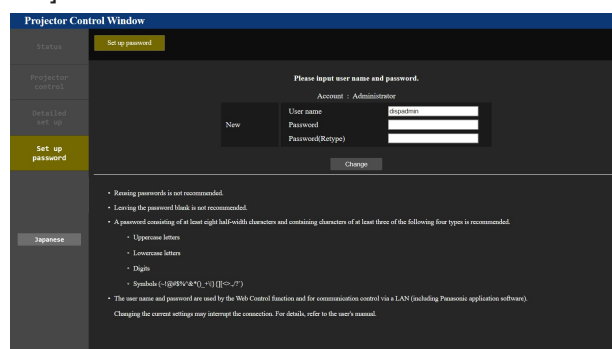 Projector Control Window
Status
Set up password
Projector
control
Detailed
set up
Set up
password
Japanese
Please input user name and password.
Account : Administrator
New
User name
dispadmin
Password
Password(Retype)
Change
• Reusing passwords is not recommended.
• Leaving the password blank is not recommended.
• A password consisting of at least eight half-width characters and containing characters of at least three of the following four types is recommended.
• Uppercase letters
• Lowercase letters
• Digits
• Symbols
• The user name and password are used by the Web Control function and for communication control via a LAN (including Panasonic application software).
Changing the current settings may interrupt the connection. For details, refer to the user's manual.